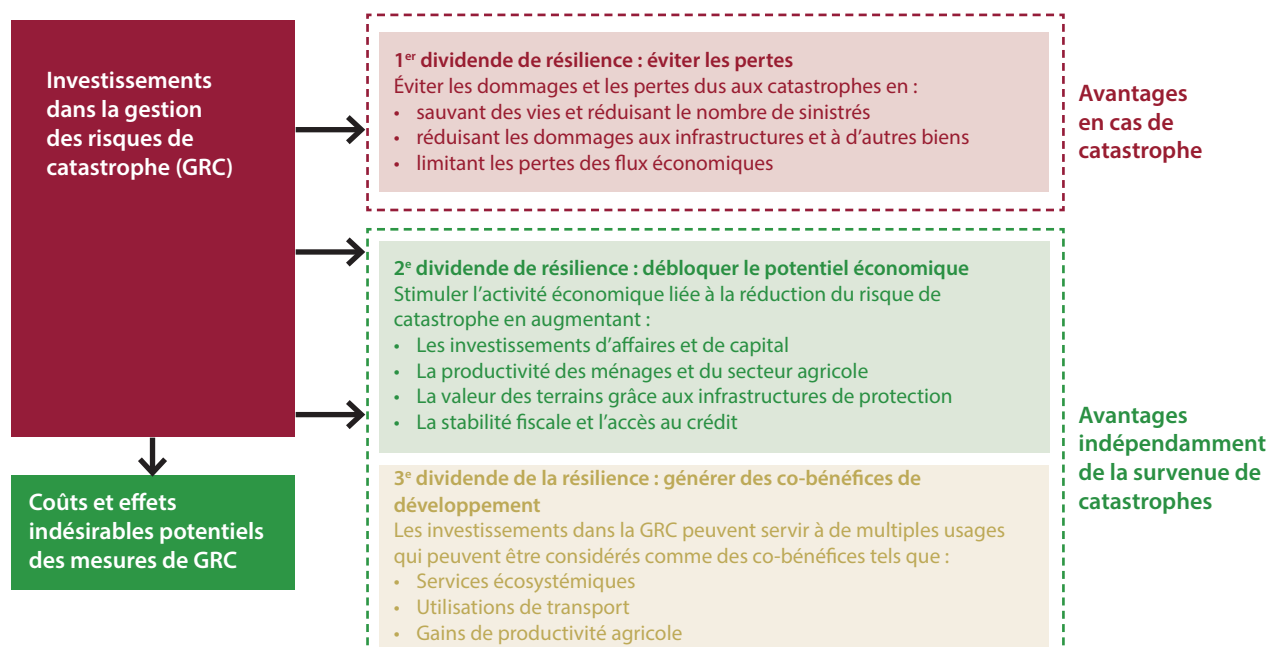 Investissements
dans la gestion
des risques de
catastrophe (GRC)
Coûts et effets
indésirables potentiels
des mesures de GRC
1er dividende de résilience : éviter les pertes
Éviter les dommages et les pertes dus aux catastrophes en :
• sauvant des vies et réduisant le nombre de sinistrés
• réduisant les dommages aux infrastructures et à d'autres biens
• limitant les pertes des flux économiques
Avantages
en cas de
catastrophe
2e dividende de résilience : débloquer le potentiel économique
Stimuler l'activité économique liée à la réduction du risque de
catastrophe en augmentant :
• Les investissements d'affaires et de capital
• La productivité des ménages et du secteur agricole
• La valeur des terrains grâce aux infrastructures de protection
• La stabilité fiscale et l'accès au crédit
3e dividende de la résilience : générer des co-bénéfices de
développement
Les investissements dans la GRC peuvent servir à de multiples usages
qui peuvent être considérés comme des co-bénéfices tels que :
• Services écosystémiques
• Utilisations de transport
• Gains de productivité agricole
Avantages
indépendamment
de la survenue de
catastrophes